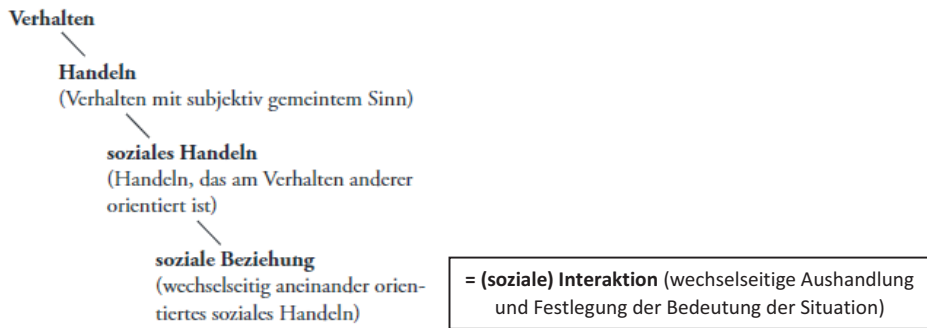 Verhalten
Handeln
(Verhalten mit subjektiv gemeintem Sinn)
soziales Handeln
(Handeln, das am Verhalten anderer
orientiert ist)
soziale Beziehung
(wechselseitig aneinander orien-
tiertes soziales Handeln)
= (soziale) Interaktion (wechselseitige Aushandlung
und Festlegung der Bedeutung der Situation)